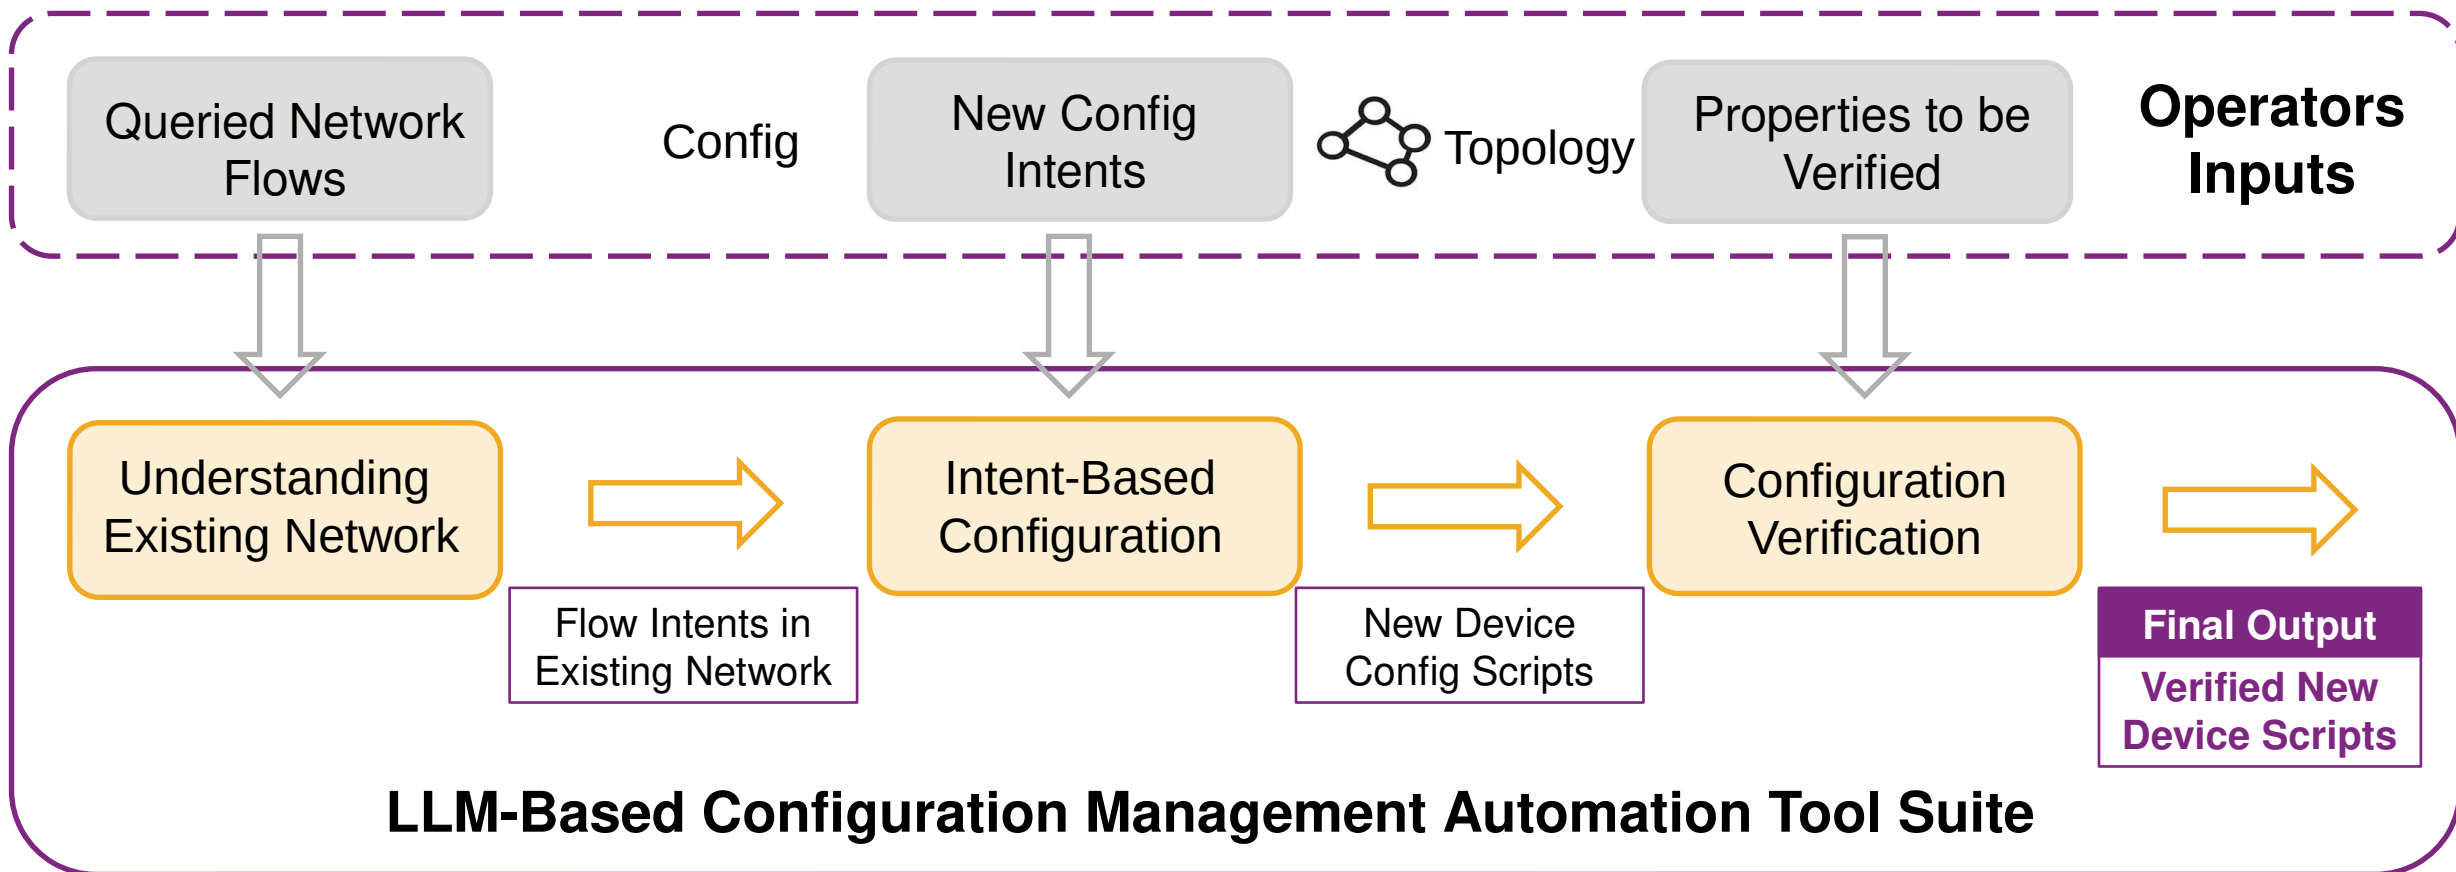 Queried Network
Flows
Config
New Config
Intents
Topology
Properties to be
Verified
Operators
Inputs
Understanding
Existing Network
Intent-Based
Configuration
Configuration
Verification
Flow Intents in
Existing Network
New Device
Config Scripts
Final Output
Verified New
Device Scripts
LLM-Based Configuration Management Automation Tool Suite